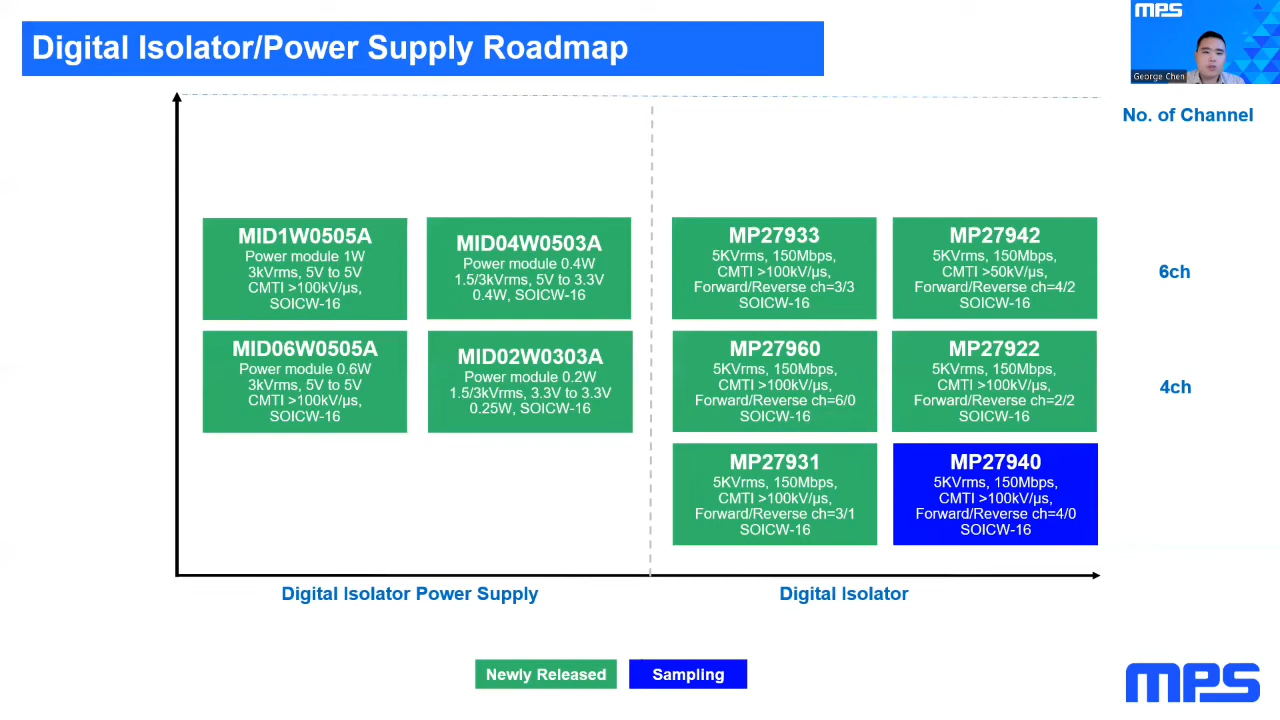 Digital Isolator/Power Supply Roadmap
MPS
George Chen
No. of Channel
MID1W0505A
Power module 1W
3kVrms, 5V to 5V
CMTI >100kV/µs,
SOICW-16
MID04W0503A
Power module 0.4W
1.5/3kVrms, 5V to 3.3V
0.4W, SOICW-16
MP27933
5KVrms, 150Mbps,
CMTI >100kV/µs,
Forward/Reverse ch=3/3
SOICW-16
MP27942
5KVrms, 150Mbps,
CMTI >50kV/µs,
Forward/Reverse ch=4/2
SOICW-16
6ch
MID06W0505A
Power module 0.6W
3kVrms, 5V to 5V
CMTI >100kV/µs,
SOICW-16
MID02W0303A
Power module 0.2W
1.5/3kVrms, 3.3V to 3.3V
0.25W, SOICW-16
MP27960
5KVrms, 150Mbps,
CMTI >100kV/µs,
Forward/Reverse ch=6/0
SOICW-16
MP27922
5KVrms, 150Mbps,
CMTI >100kV/µs,
Forward/Reverse ch=2/2
SOICW-16
4ch
MP27931
5KVrms, 150Mbps,
CMTI >100kV/µs,
Forward/Reverse ch=3/1
SOICW-16
MP27940
5KVrms, 150Mbps,
CMTI >100kV/µs,
Forward/Reverse ch=4/0
SOICW-16
Digital Isolator Power Supply
Digital Isolator
Newly Released
Sampling
MPS